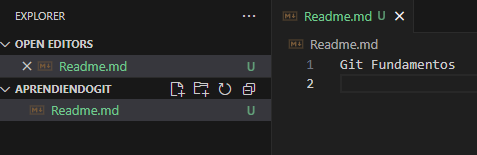 EXPLORER
OPEN EDITORS
Readme.md U
APRENDIENDOGIT
Readme.md U
Readme.md U
Readme.md
1 Git Fundamentos
2